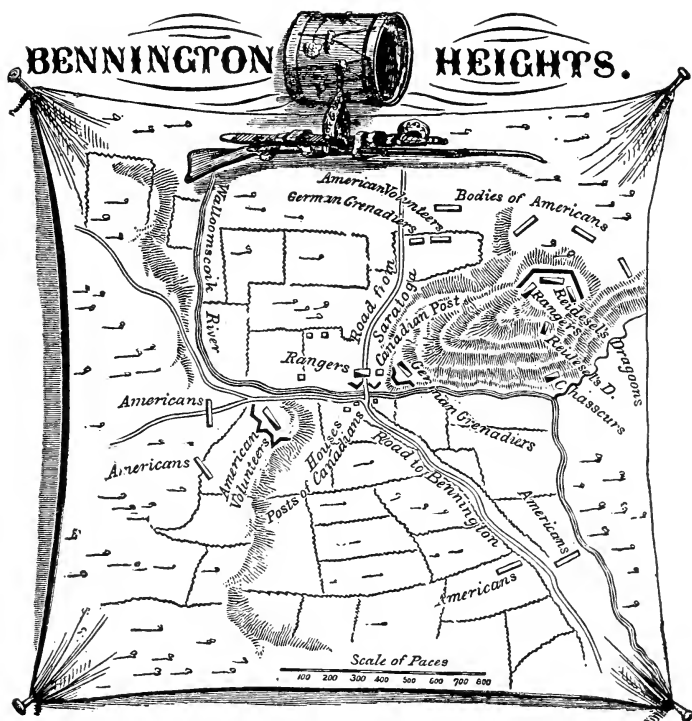 BENNINGTON HEIGHTS.
American Volunteers
German Grenadiers
Bodies of Americans
Walloomscoik River
Road from Saratoga
Canadian Post
Reidesel's Dragoons
Rangers
Reidesel's D.
Rangers
Chasseurs
German Grenadiers
Americans
American
Volunteers
Americans
Houses
Posts of Canadians
Road to Bennington
Americans
Americans
Scale of Paces
100 200 300 400 500 600 700 800